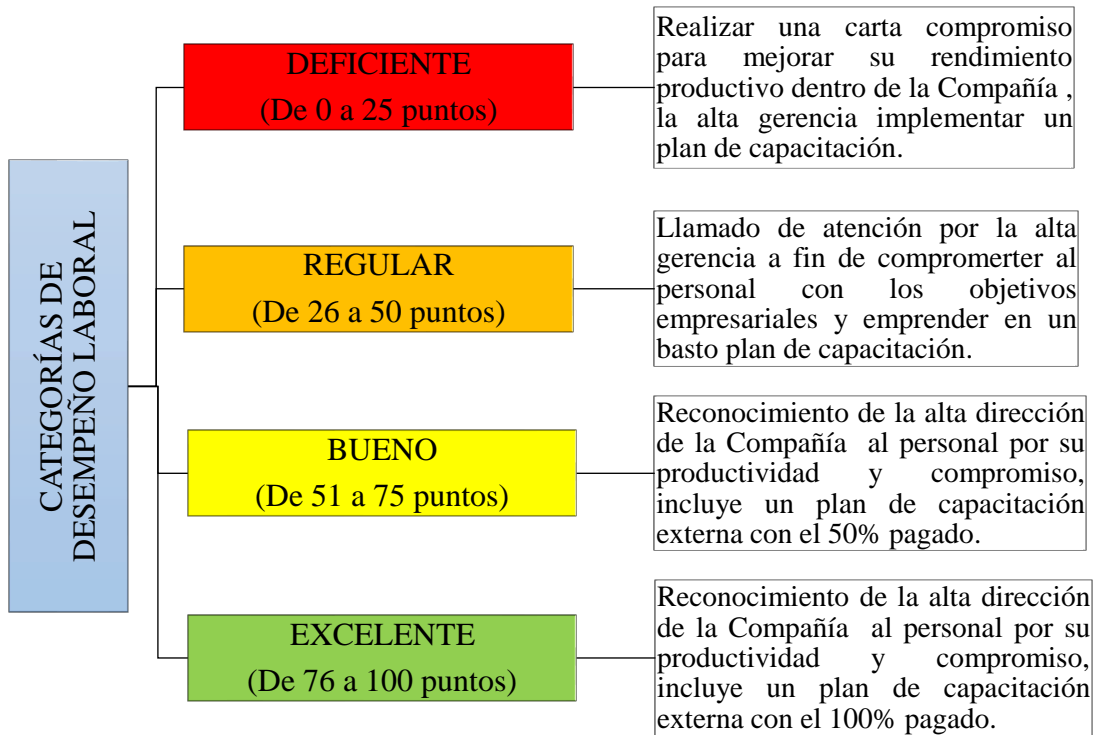 CATEGORÍAS DE
DESEMPEÑO LABORAL
DEFICIENTE
(De 0 a 25 puntos)
Realizar una carta compromiso
para mejorar su rendimiento
productivo dentro de la Compañía ,
la alta gerencia implementar un
plan de capacitación.
REGULAR
(De 26 a 50 puntos)
Llamado de atención por la alta
gerencia a fin de compromerter al
personal con los objetivos
empresariales y emprender en un
basto plan de capacitación.
BUENO
(De 51 a 75 puntos)
Reconocimiento de la alta dirección
de la Compañía al personal por su
productividad y compromiso,
incluye un plan de capacitación
externa con el 50% pagado.
EXCELENTE
(De 76 a 100 puntos)
Reconocimiento de la alta dirección
de la Compañía al personal por su
productividad y compromiso,
incluye un plan de capacitación
externa con el 100% pagado.